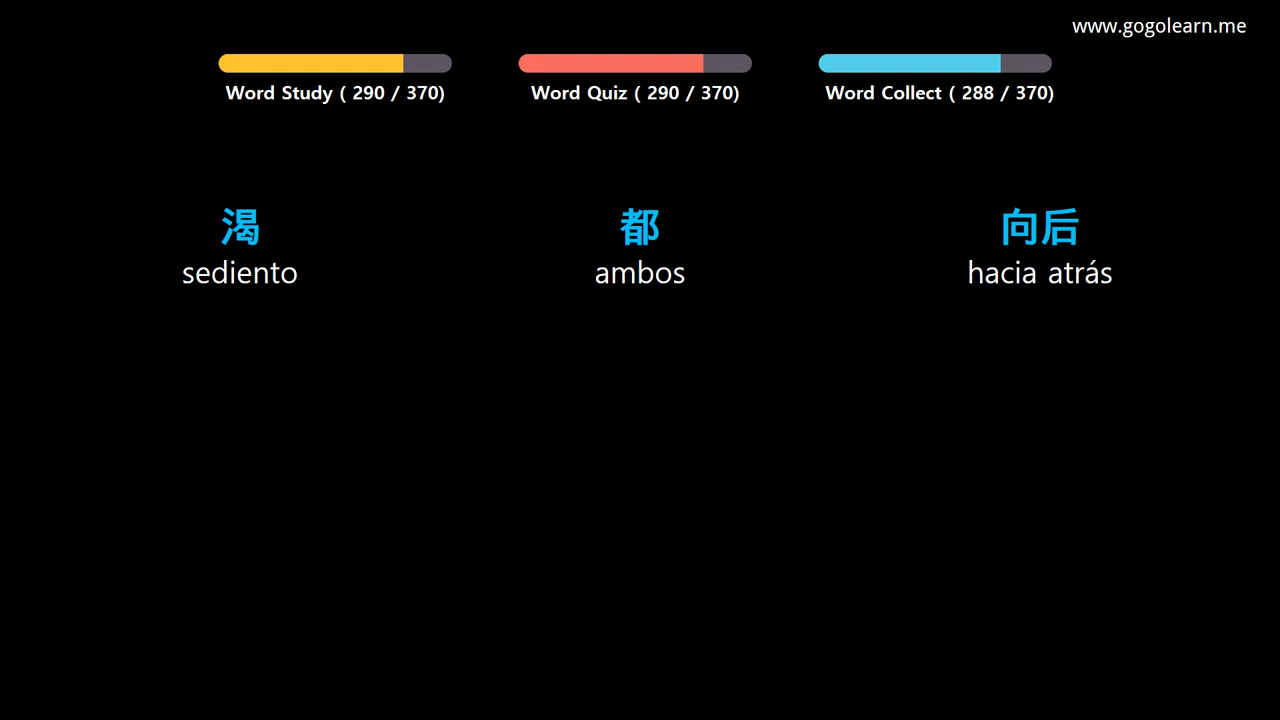 www.gogolearn.me
Word Study ( 290 / 370)
Word Quiz ( 290 / 370)
Word Collect ( 288 / 370)
渴
sediento
都
ambos
向后
hacia atrás